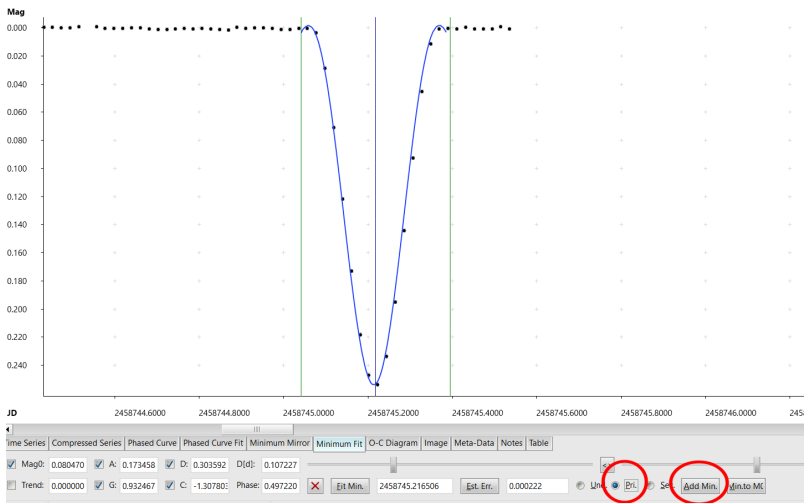 Mag
0.000
0.020
0.040
0.060
0.080
0.100
0.120
0.140
0.160
0.180
0.200
0.220
0.240
JD 2458744.6000 2458744.8000 2458745.0000 2458745.2000 2458745.4000 2458745.6000 2458745.8000 2458746.0000 2458
Time Series Compressed Series Phased Curve Phased Curve Fit Minimum Mirror Minimum Fit O-C Diagram Image Meta-Data Notes Table
Mag0: 0.080470 A: 0.173458 D: 0.303592 D[d]: 0.107227 <>
Trend: 0.000000 G: 0.932467 C: -1.30780 Phase: 0.497220 Fit Min. 2458745.216506 Est. Err. 0.000222 Pri. Add Min. Min.to